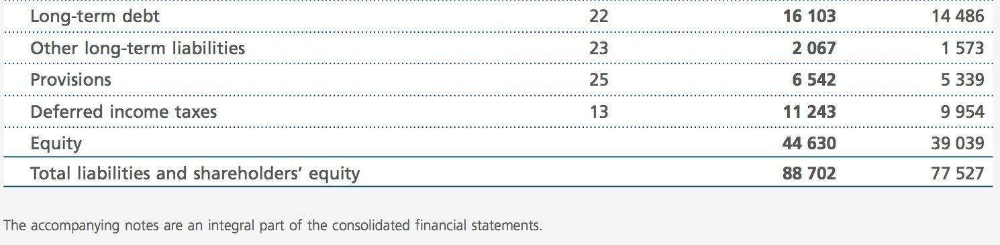 Long-term debt 22 16 103 14 486
Other long-term liabilities 23 2 067 1 573
Provisions 25 6 542 5 339
Deferred income taxes 13 11 243 9 954
Equity 44 630 39 039
Total liabilities and shareholders’ equity 88 702 77 527
The accompanying notes are an integral part of the consolidated financial statements.